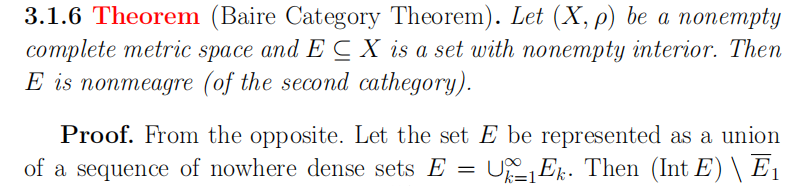 3.1.6 Theorem (Baire Category Theorem). Let (X, ρ) be a nonempty
complete metric space and E ⊆ X is a set with nonempty interior. Then
E is nonmeagre (of the second cathegory).
Proof. From the opposite. Let the set E be represented as a union
of a sequence of nowhere dense sets E = ∪_{k=1}^∞ E_k. Then (Int E) \ E̅₁